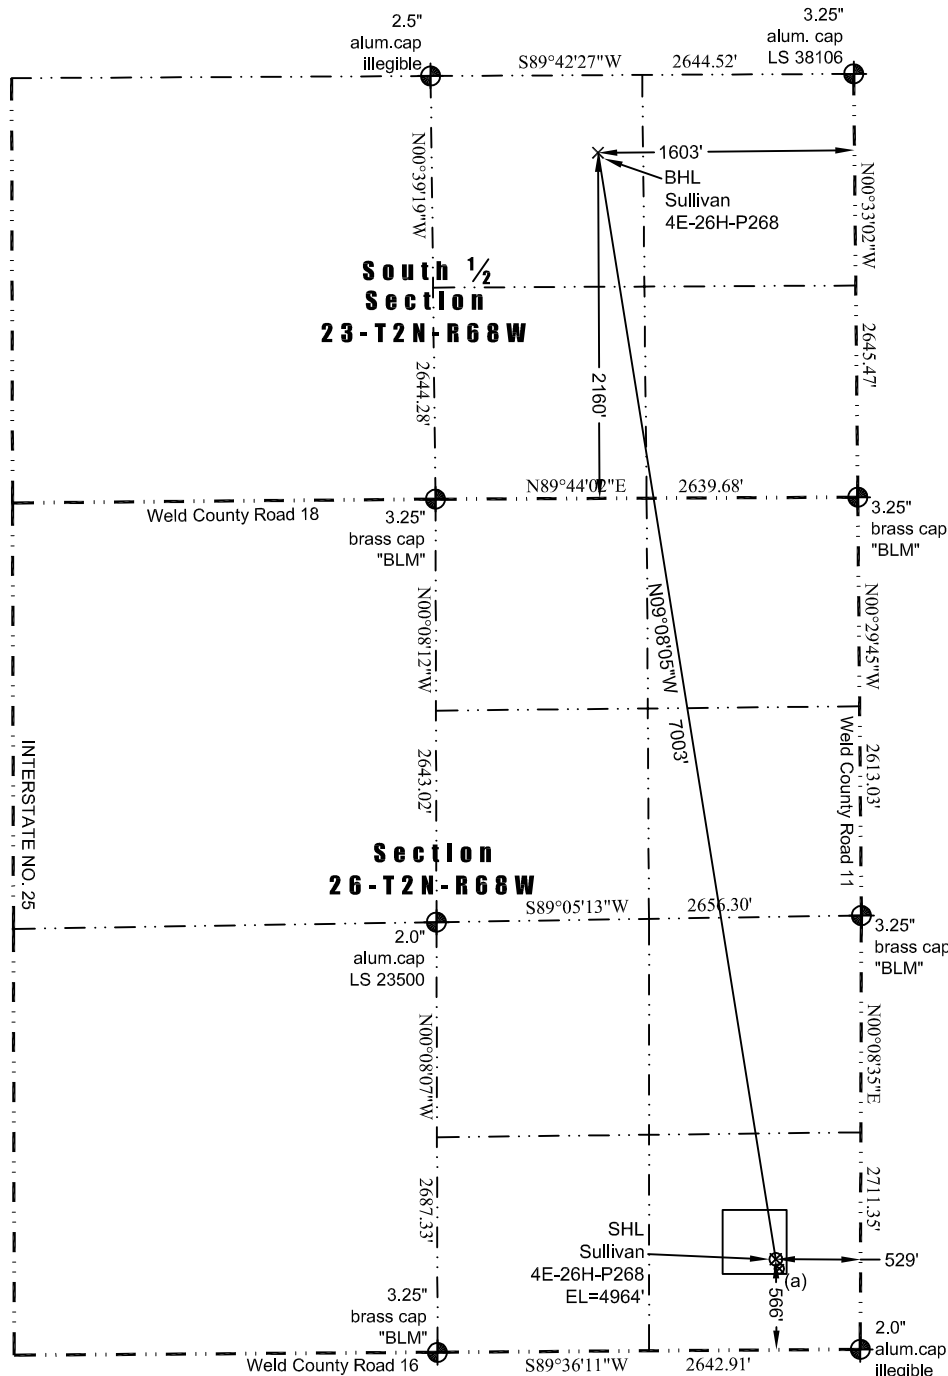 2.5"
alum.cap
illegible
3.25"
alum. cap
LS 38106
S89°42'27"W
2644.52'
N00°39'19"W
1603'
BHL
Sullivan
4E-26H-P268
N00°33'02"W
South ½
Section
23-T2N-R68W
2644.28'
2160'
2645.47'
N89°44'02"E
2639.68'
Weld County Road 18
3.25"
brass cap
"BLM"
3.25"
brass cap
"BLM"
N00°08'12"W
N09°08'05"W
N00°29'45"W
INTERSTATE NO. 25
2643.02'
7003'
Weld County Road 11
2613.03'
Section
26-T2N-R68W
S89°05'13"W
2656.30'
2.0"
alum.cap
LS 23500
3.25"
brass cap
"BLM"
N00°08'07"W
N00°08'35"E
2687.33'
2711.35'
SHL
Sullivan
4E-26H-P268
EL=4964'
529'
(a)
566'
3.25"
brass cap
"BLM"
Weld County Road 16
S89°36'11"W
2642.91'
2.0"
alum.cap
illegible